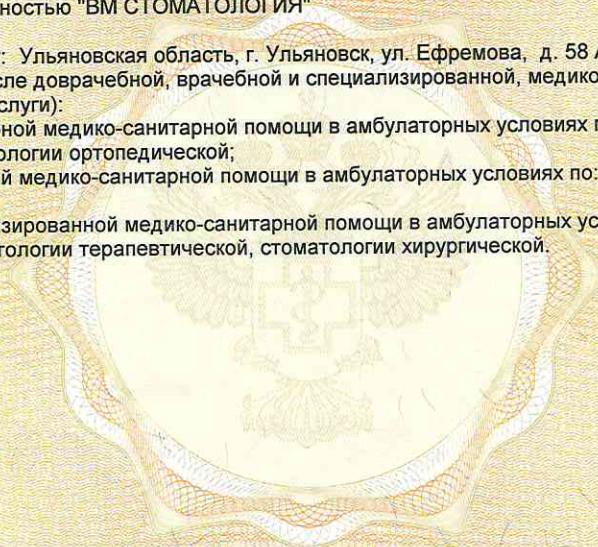 ностью "ВМ СТОМАТОЛОГИЯ"
: Ульяновская область, г. Ульяновск, ул. Ефремова, д. 58 А
сле доврачебной, врачебной и специализированной, медико
слуги):
ной медико-санитарной помощи в амбулаторных условиях п
ологии ортопедической;
й медико-санитарной помощи в амбулаторных условиях по:
зированной медико-санитарной помощи в амбулаторных ус
тологии терапевтической, стоматологии хирургической.